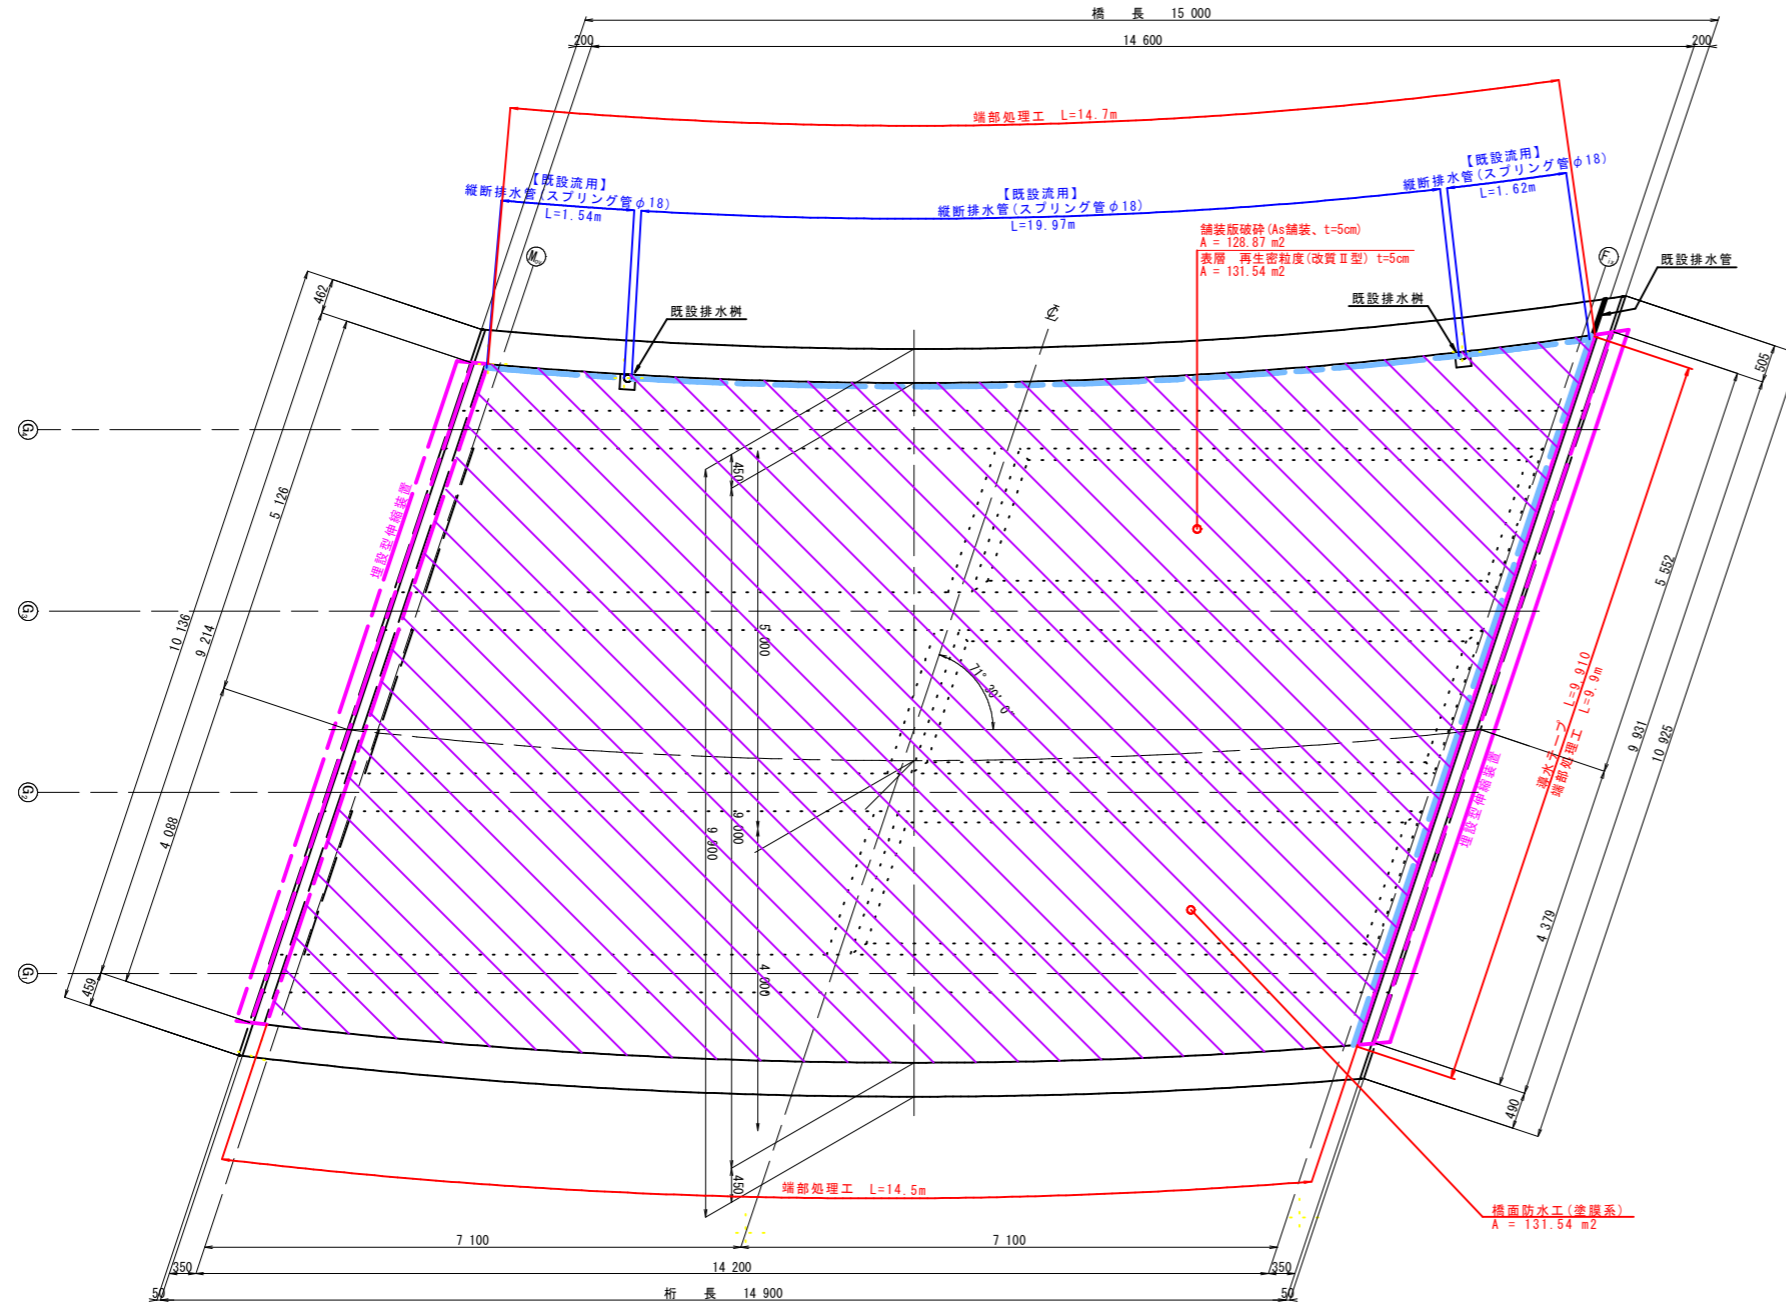 橋 長 15 000
200
14 600
200
端部処理工 L=14.7m
【既設流用】
縦断排水管(スプリング管φ18)
L=1.54m
【既設流用】
縦断排水管(スプリング管φ18)
L=19.97m
【既設流用】
縦断排水管(スプリング管φ18)
L=1.62m
舗装版破砕(As舗装、t=5cm)
A = 128.87 m2
表層 再生密粒度(改質Ⅱ型) t=5cm
A = 131.54 m2
既設排水管
既設排水桝
既設排水桝
462
505
G4
5 126
450
埋設型伸縮装置
5 552
G3
10 136
9 214
5 000
71° 30′ 0″
導水テープ L=9.910
端部処理工 L=9.9m
9 931
10 925
G2
4 088
9 900
9 000
埋設型伸縮装置
4 379
G1
459
4 000
490
450
端部処理工 L=14.5m
橋面防水工(塗膜系)
A = 131.54 m2
7 100
7 100
350
14 200
350
50
桁 長 14 900
50